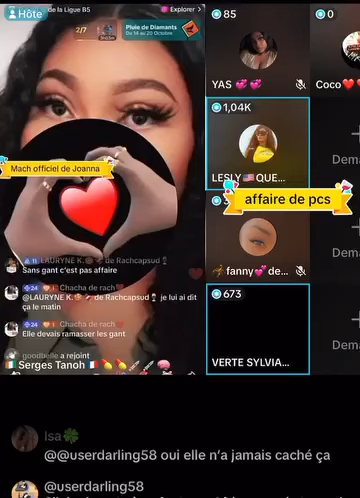 Hôte
de la Ligue B5
Explorer >
2/7
Pluie de Diamants
Du 14 au 20 Octobre
85
YAS 💞💞
0
Coco❤️
Mach officiel de Joanna
1,04K
LESLY🇺🇸QUE...
Dema
affaire de pcs
💃fanny💞de...
Dema
11 LAURYNE K. de Rachcapsud
Sans gant c'est pas affaire
24 Chacha de rach
@LAURYNE K. de Rachcapsud je lui ai dit
ça le matin
24 Chacha de rach
Elle devais ramasser les gant
goodbelle a rejoint
🇮🇹Serges Tanoh🇫🇷
673
VERTE SYLVIA...
Dema
Isa🍀
@@userdarling58 oui elle n'a jamais caché ça
@userdarling58